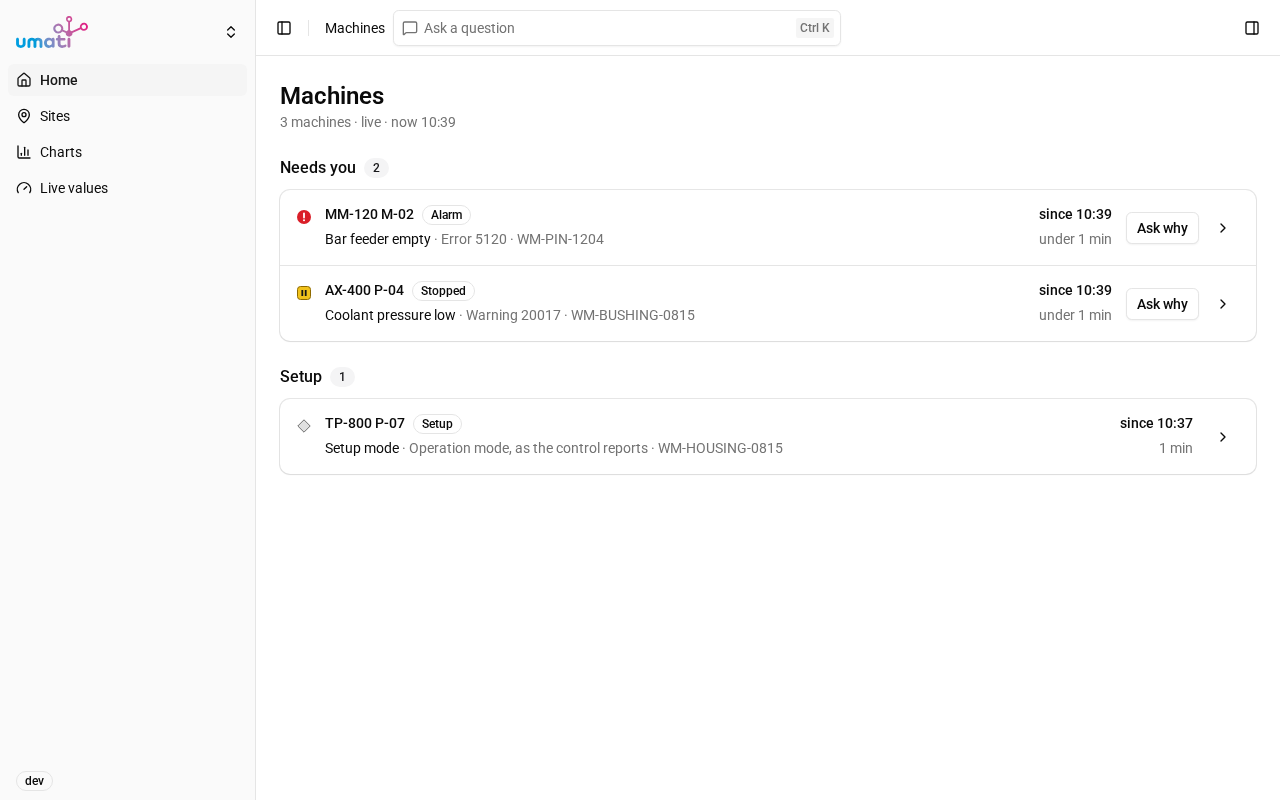 umati
Home
Sites
Charts
Live values
dev
Machines
Ask a question
Ctrl K
Machines
3 machines · live · now 10:39
Needs you 2
MM-120 M-02 Alarm
Bar feeder empty · Error 5120 · WM-PIN-1204
since 10:39
under 1 min
Ask why
AX-400 P-04 Stopped
Coolant pressure low · Warning 20017 · WM-BUSHING-0815
since 10:39
under 1 min
Ask why
Setup 1
TP-800 P-07 Setup
Setup mode · Operation mode, as the control reports · WM-HOUSING-0815
since 10:37
1 min